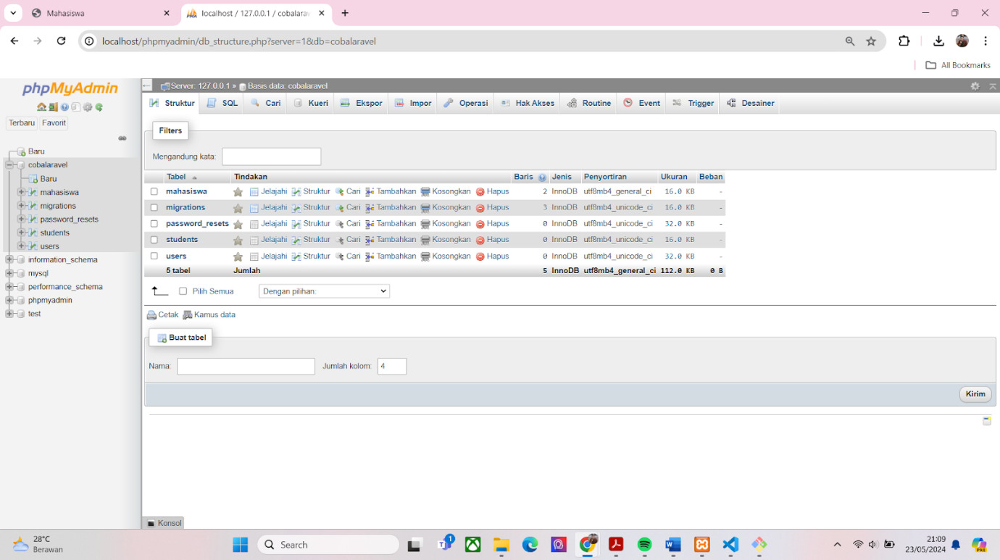 Mahasiswa
localhost / 127.0.0.1 / cobalarav
localhost/phpmyadmin/db_structure.php?server=1&db=cobalaravel
All Bookmarks
phpMyAdmin
Terbaru Favorit
Baru
cobalaravel
Baru
mahasiswa
migrations
password_resets
students
users
information_schema
mysql
performance_schema
phpmyadmin
test
Server: 127.0.0.1 » Basis data: cobalaravel
Struktur SQL Cari Kueri Ekspor Impor Operasi Hak Akses Routine Event Trigger Desainer
Filters
Mengandung kata:
Tabel Tindakan Baris Jenis Penyortiran Ukuran Beban
mahasiswa Jelajahi Struktur Cari Tambahkan Kosongkan Hapus 2 InnoDB utf8mb4_general_ci 16.0 KB -
migrations Jelajahi Struktur Cari Tambahkan Kosongkan Hapus 3 InnoDB utf8mb4_unicode_ci 16.0 KB -
password_resets Jelajahi Struktur Cari Tambahkan Kosongkan Hapus 0 InnoDB utf8mb4_unicode_ci 32.0 KB -
students Jelajahi Struktur Cari Tambahkan Kosongkan Hapus 0 InnoDB utf8mb4_unicode_ci 16.0 KB -
users Jelajahi Struktur Cari Tambahkan Kosongkan Hapus 0 InnoDB utf8mb4_unicode_ci 32.0 KB -
5 tabel Jumlah 5 InnoDB utf8mb4_general_ci 112.0 KB 0 B
Pilih Semua Dengan pilihan:
Cetak Kamus data
Buat tabel
Nama: Jumlah kolom: 4
Kirim
Konsol
28°C
Berawan
Search
1
21:09
23/05/2024